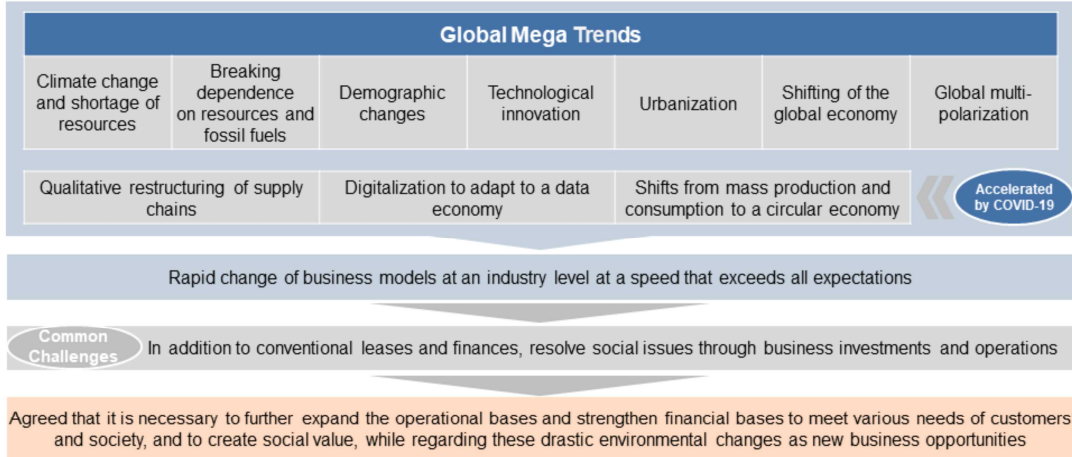 Global Mega Trends
Climate change
and shortage of
resources
Breaking
dependence
on resources and
fossil fuels
Demographic
changes
Technological
innovation
Urbanization
Shifting of the
global economy
Global multi-
polarization
Qualitative restructuring of supply
chains
Digitalization to adapt to a data
economy
Shifts from mass production and
consumption to a circular economy
Accelerated
by COVID-19
Rapid change of business models at an industry level at a speed that exceeds all expectations
Common
Challenges
In addition to conventional leases and finances, resolve social issues through business investments and operations
Agreed that it is necessary to further expand the operational bases and strengthen financial bases to meet various needs of customers
and society, and to create social value, while regarding these drastic environmental changes as new business opportunities